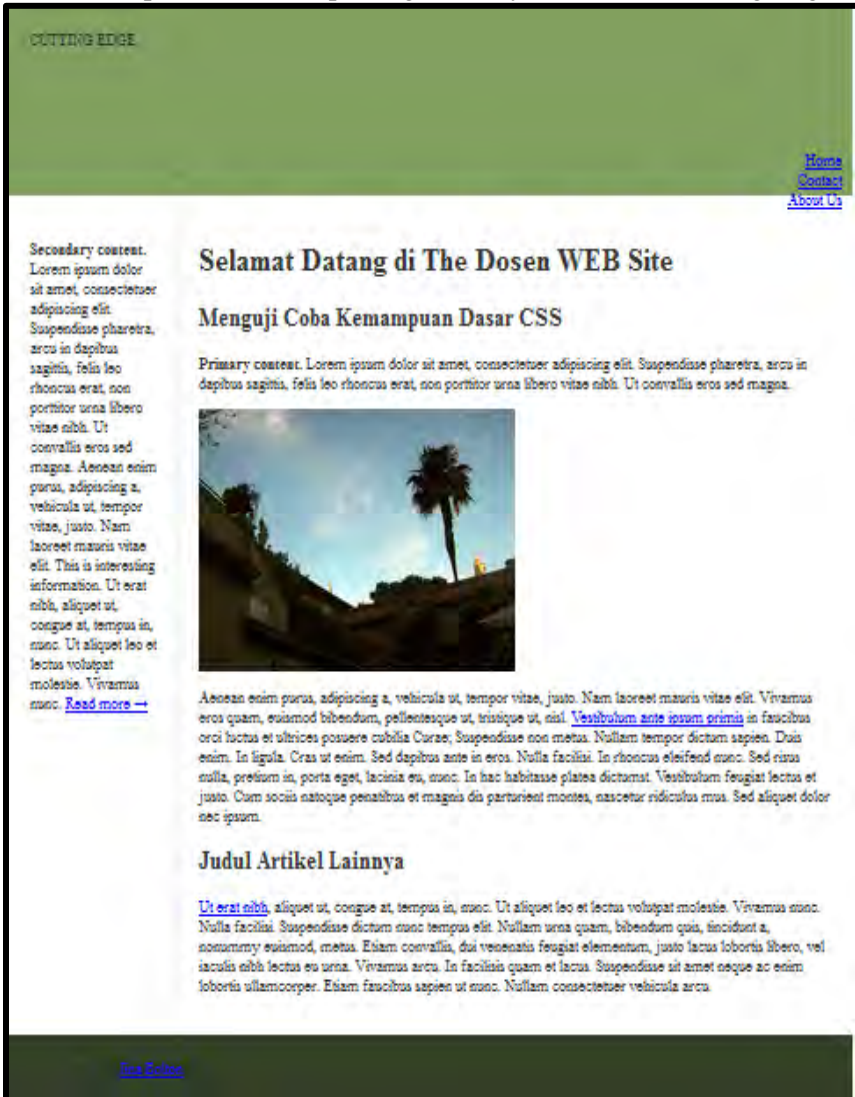 CUTTING EDGE
Home
Contact
About Us
Secondary content.
Lorem ipsum dolor
sit amet, consectetuer
adipiscing elit.
Suspendisse pharetra,
arcu in dapibus
sagittis, felis leo
rhoncus erat, non
porttitor urna libero
vitae nibh. Ut
convallis eros sed
magna. Aenean enim
purus, adipiscing a,
vehicula ut, tempor
vitae, justo. Nam
laoreet mauris vitae
elit. This is interesting
information. Ut erat
nibh, aliquet ut,
congue at, tempus in,
nunc. Ut aliquet leo et
lectus volutpat
molestie. Vivamus
nunc. Read more →
Selamat Datang di The Dosen WEB Site
Menguji Coba Kemampuan Dasar CSS
Primary content. Lorem ipsum dolor sit amet, consectetuer adipiscing elit. Suspendisse pharetra, arcu in
dapibus sagittis, felis leo rhoncus erat, non porttitor urna libero vitae nibh. Ut convallis eros sed magna.
Aenean enim purus, adipiscing a, vehicula ut, tempor vitae, justo. Nam laoreet mauris vitae elit. Vivamus
eros quam, euismod bibendum, pellentesque ut, tristique ut, nisl. Vestibulum ante ipsum primis in faucibus
orci luctus et ultrices posuere cubilia Curae; Suspendisse non metus. Nullam tempor dictum sapien. Duis
enim. In ligula. Cras ut enim. Sed dapibus ante in eros. Nulla facilisi. In rhoncus eleifend nunc. Sed risus
nulla, pretium in, porta eget, lacinia eu, nunc. In hac habitasse platea dictumst. Vestibulum feugiat lectus et
justo. Cum sociis natoque penatibus et magnis dis parturient montes, nascetur ridiculus mus. Sed aliquet dolor
nec ipsum.
Judul Artikel Lainnya
Ut erat nibh, aliquet ut, congue at, tempus in, nunc. Ut aliquet leo et lectus volutpat molestie. Vivamus nunc.
Nulla facilisi. Suspendisse dictum nunc tempus elit. Nullam urna quam, bibendum quis, tincidunt a,
nonummy euismod, metus. Etiam convallis, dui venenatis feugiat elementum, justo lacus lobortis libero, vel
iaculis nibh lectus eu urna. Vivamus arcu. In facilisis quam et lacus. Suspendisse sit amet neque ac enim
lobortis ullamcorper. Etiam faucibus sapien ut nunc. Nullam consectetuer vehicula arcu.